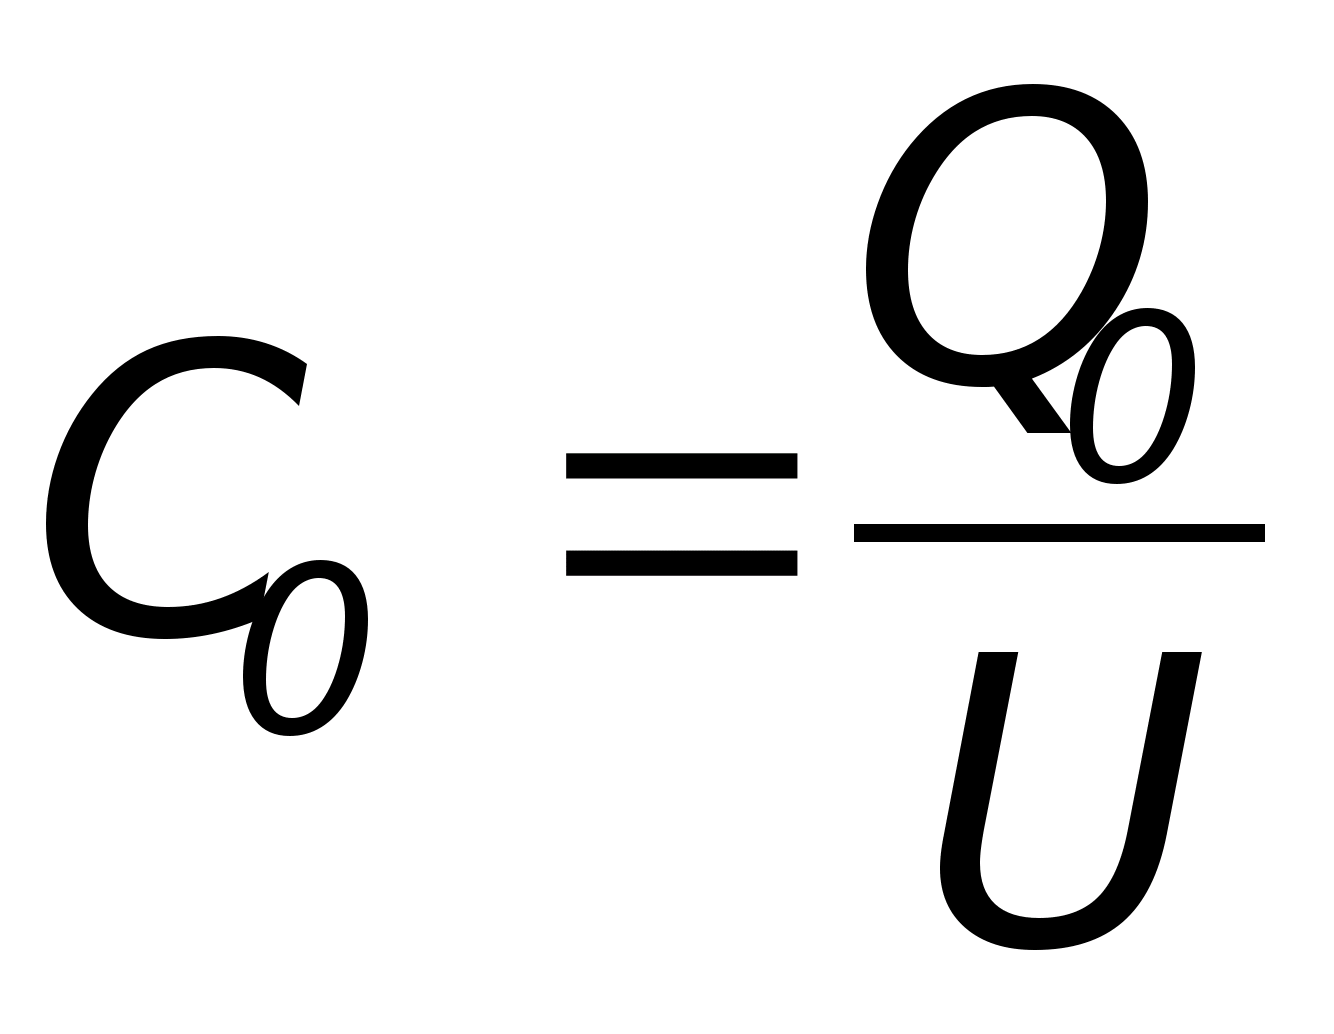 C₀ = Q₀ / U